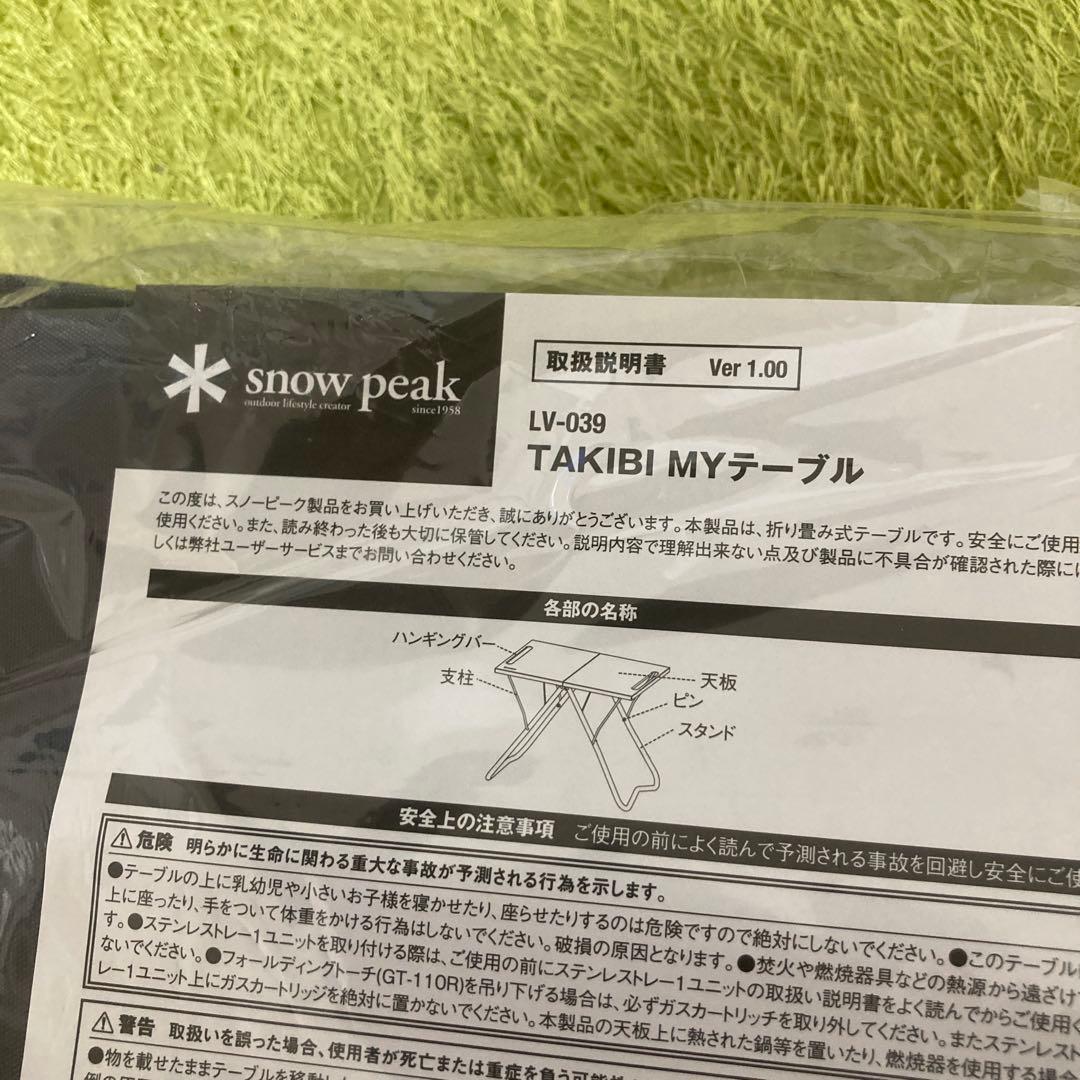 snow peak
outdoor lifestyle creator
since1958
取扱説明書 Ver 1.00
LV-039
TAKIBI MYテーブル
この度は、スノーピーク製品をお買い上げいただき、誠にありがとうございます。本製品は、折り畳み式テーブルです。安全にご使用
使用ください。また、読み終わった後も大切に保管してください。説明内容で理解出来ない点及び製品に不具合が確認された際には
しくは弊社ユーザーサービスまでお問い合わせください。
各部の名称
ハンギングバー
支柱
天板
ピン
スタンド
安全上の注意事項 ご使用の前によく読んで予測される事故を回避し安全にご使
危険 明らかに生命に関わる重大な事故が予測される行為を示します。
●テーブルの上に乳幼児や小さいお子様を寝かせたり、座らせたりするのは危険ですので絶対にしないでください。●このテーブル
上に座ったり、手をついて体重をかける行為はしないでください。破損の原因となります。●焚火や燃焼器具などの熱源から遠ざけ
す。●ステンレストレー1ユニットを取り付ける際は、ご使用の前にステンレストレー1ユニットの取扱い説明書をよく読んでからご使用く
ないでください。●フォールディングトーチ(GT-110R)を吊り下げる場合は、必ずガスカートリッチを取り外してください。またステンレスト
レー1ユニット上にガスカートリッジを絶対に置かないでください。本製品の天板上に熱された鍋等を置いたり、燃焼器を使用する場合
警告 取扱いを誤った場合、使用者が死亡または重症を負う可能性
●物を載せたままテーブルを移動し